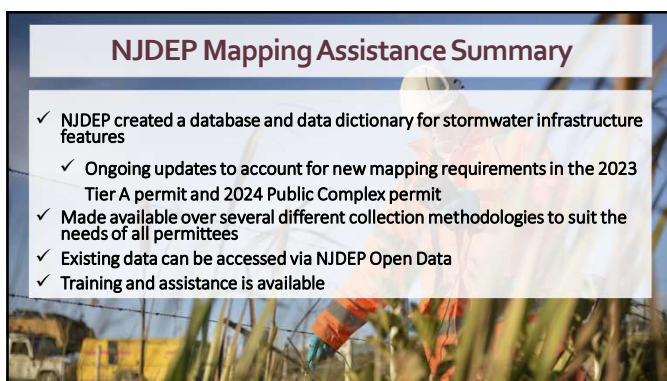 NJDEP Mapping Assistance Summary
✓ NJDEP created a database and data dictionary for stormwater infrastructure
features
✓ Ongoing updates to account for new mapping requirements in the 2023
Tier A permit and 2024 Public Complex permit
✓ Made available over several different collection methodologies to suit the
needs of all permittees
✓ Existing data can be accessed via NJDEP Open Data
✓ Training and assistance is available